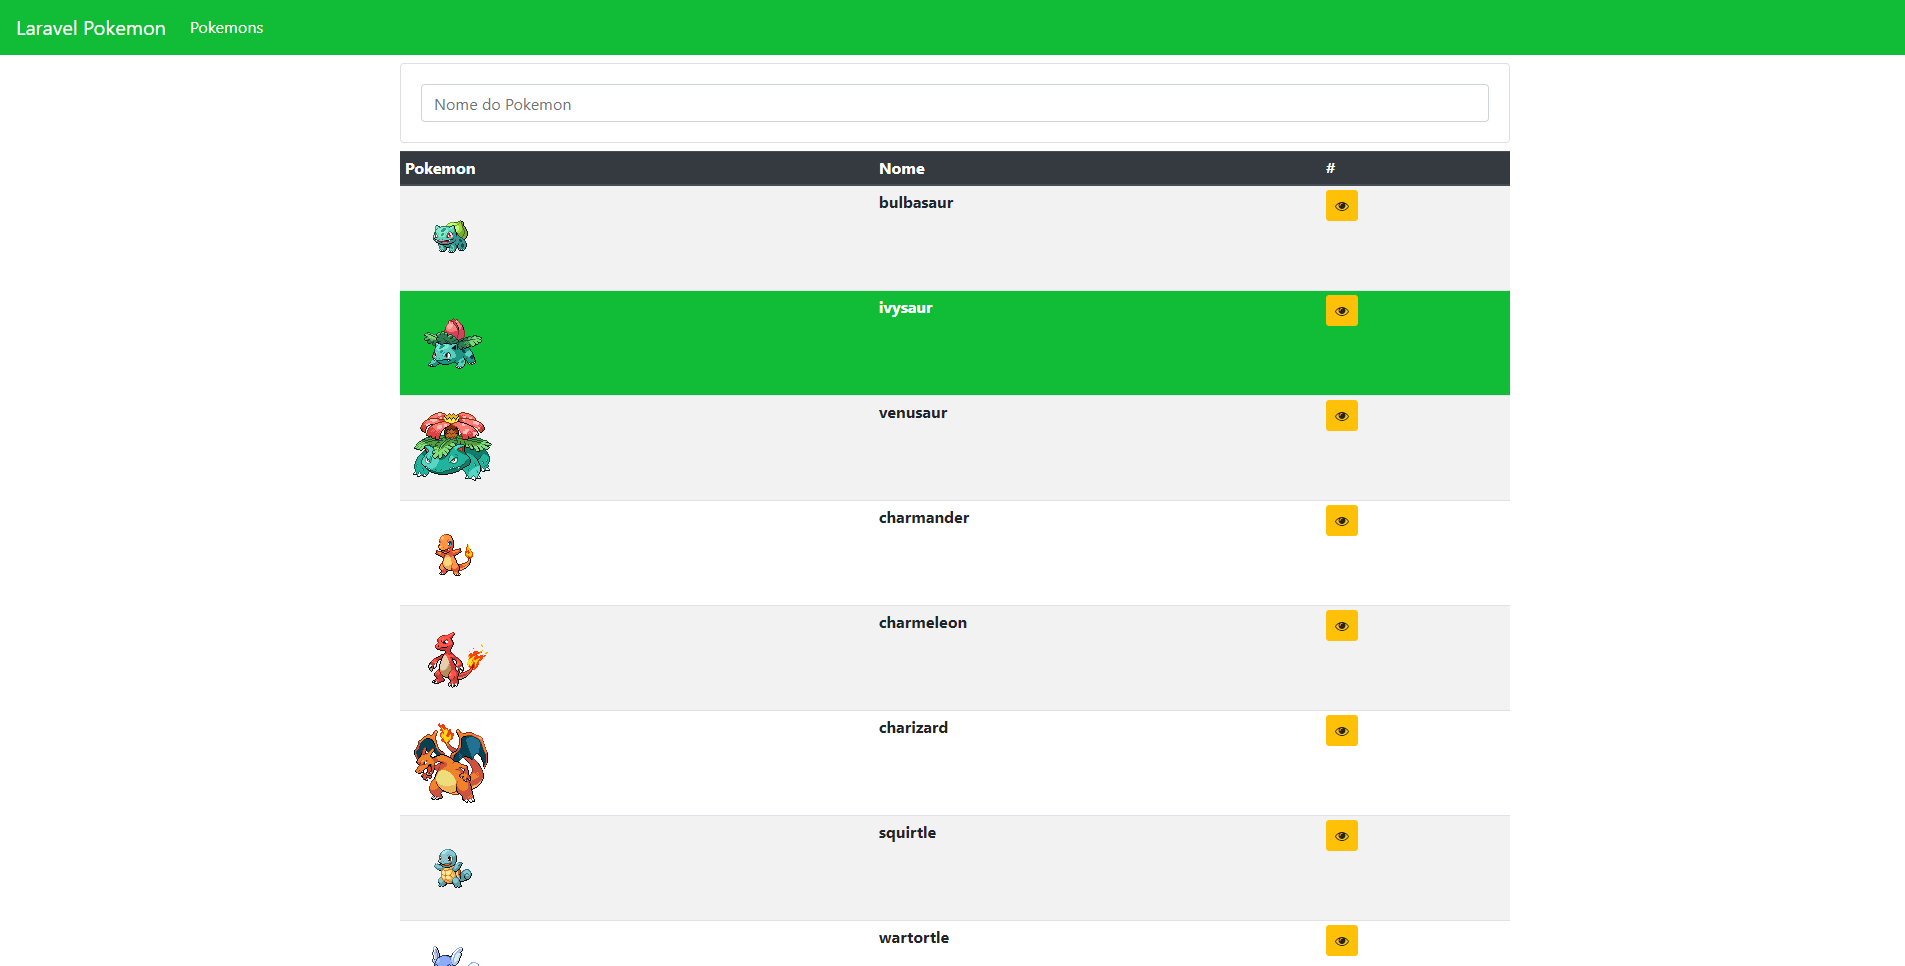 Laravel Pokemon Pokemons
Nome do Pokemon
Pokemon Nome #
bulbasaur
ivysaur
venusaur
charmander
charmeleon
charizard
squirtle
wartortle